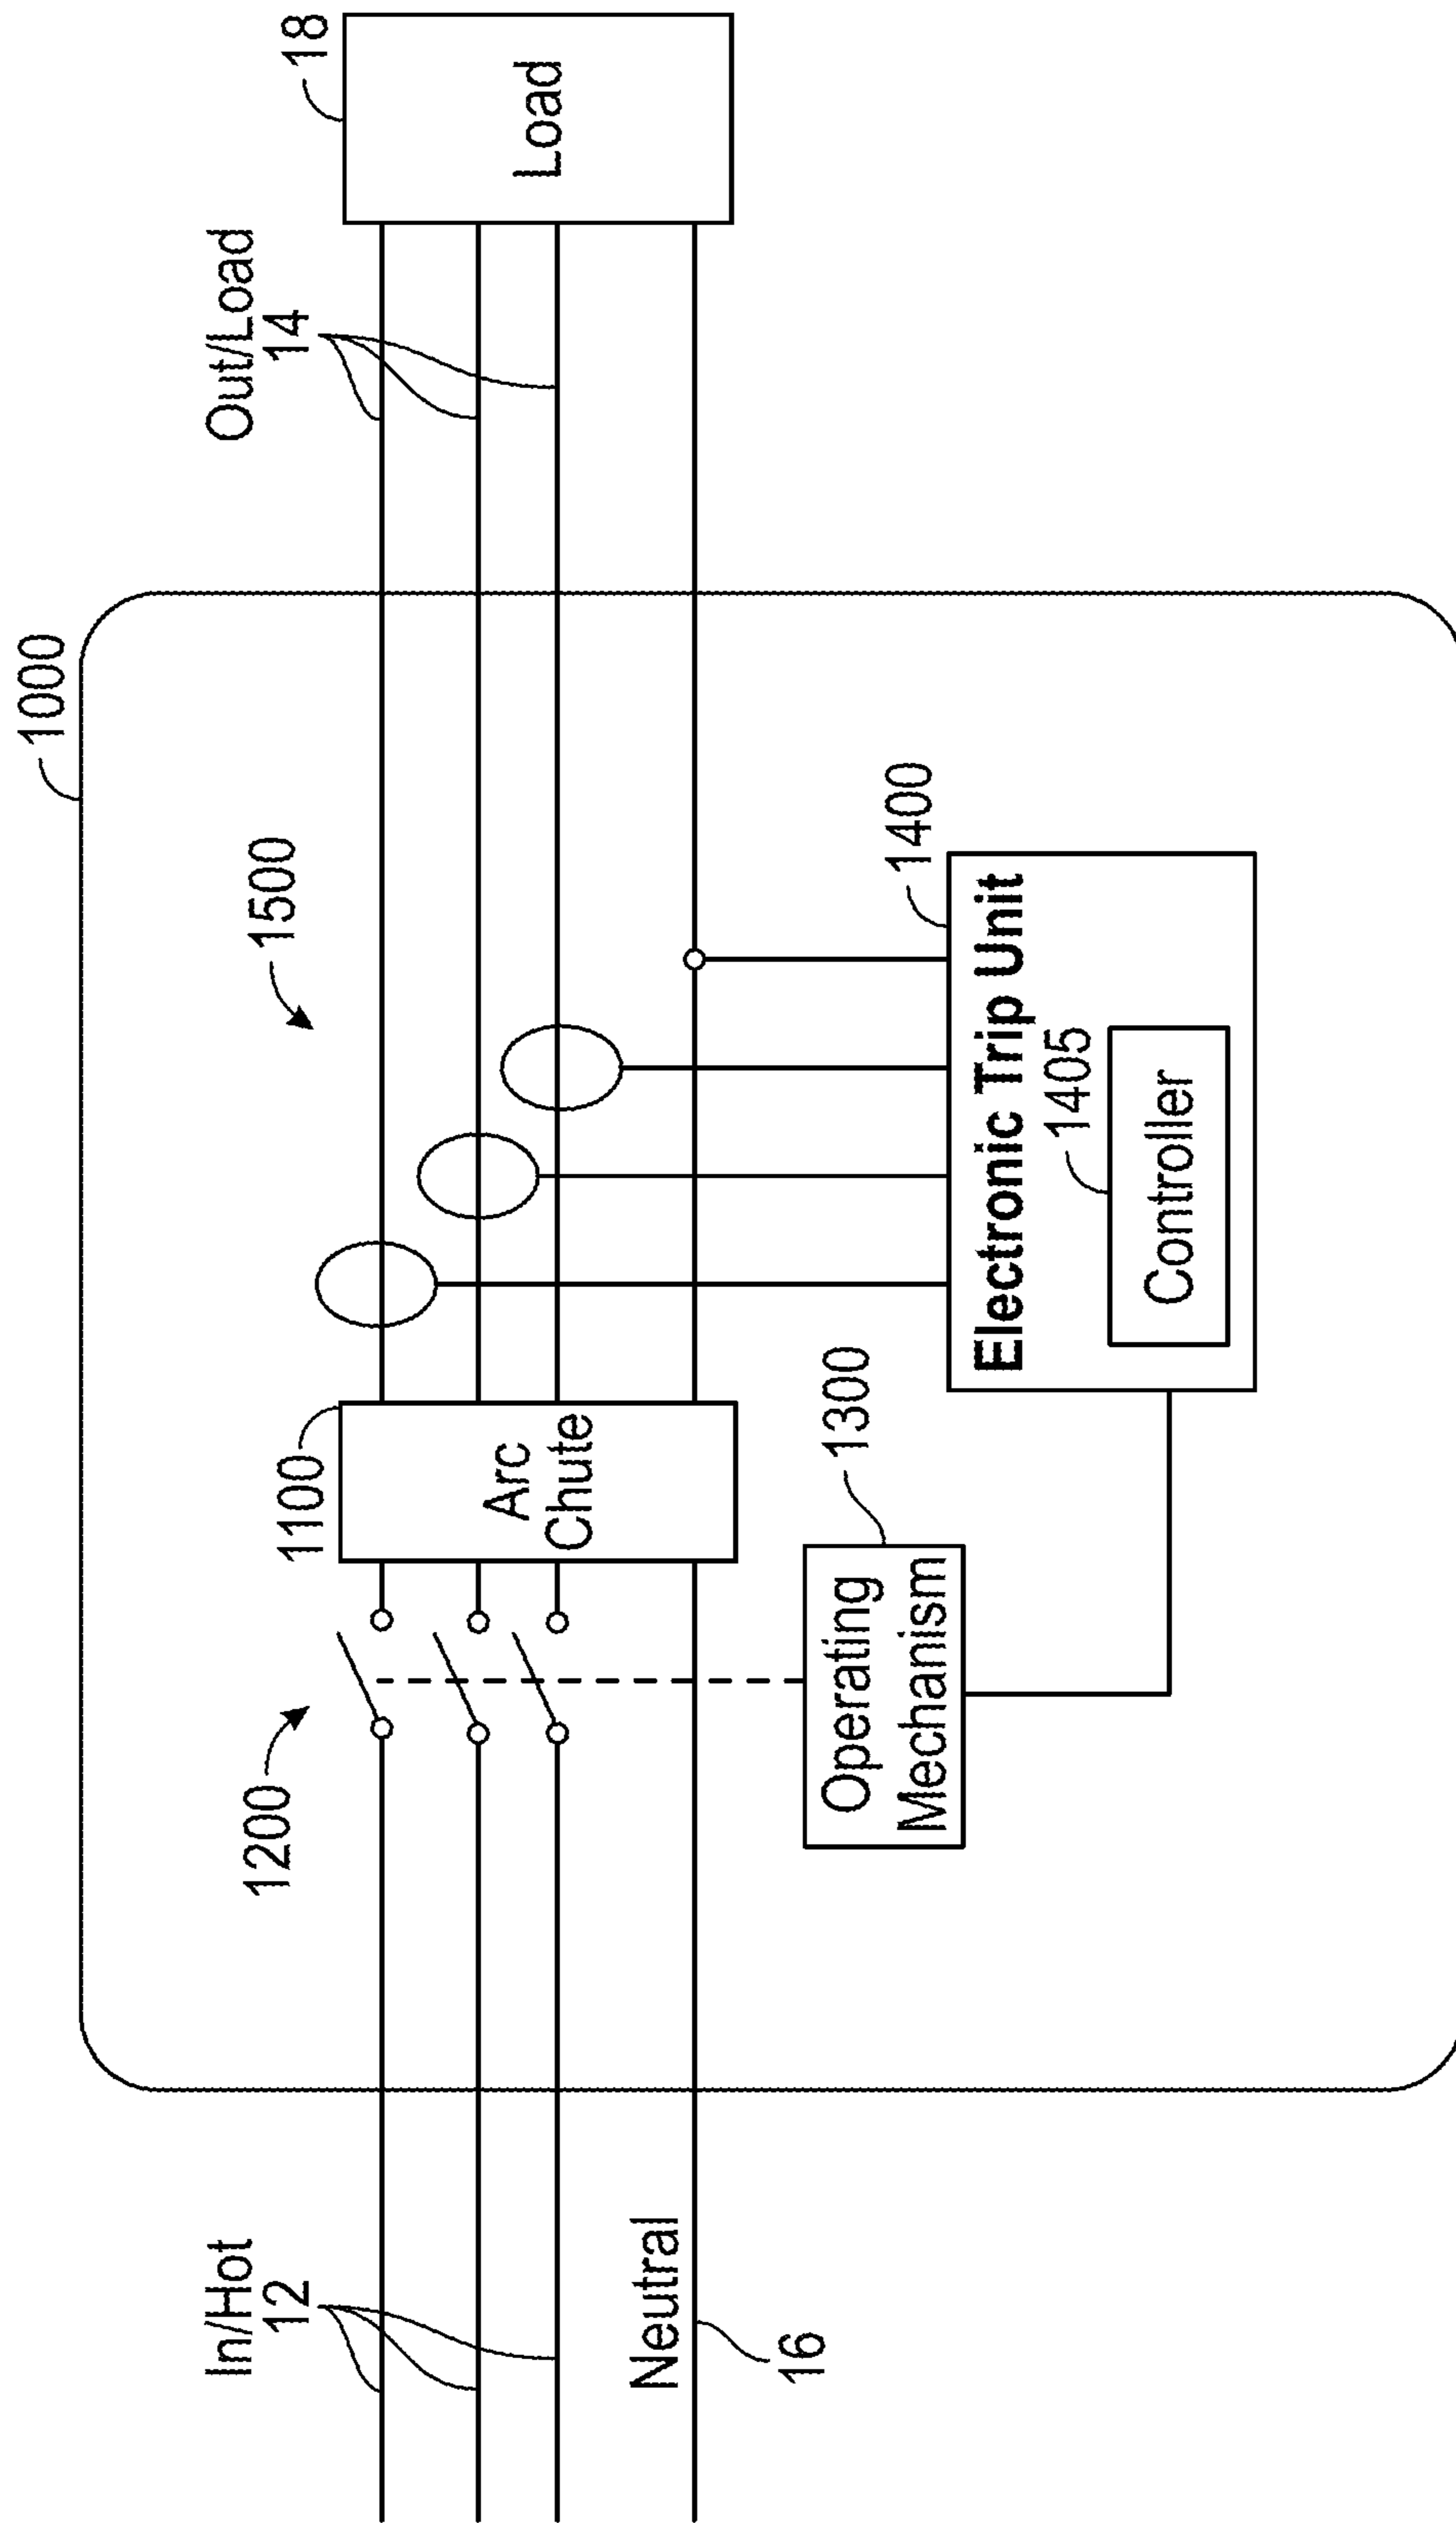 1000
In/Hot
12
Out/Load
14
18
Load
1200
1100
Arc
Chute
1500
Neutral
16
Operating
Mechanism
1300
1400
Electronic Trip Unit
1405
Controller